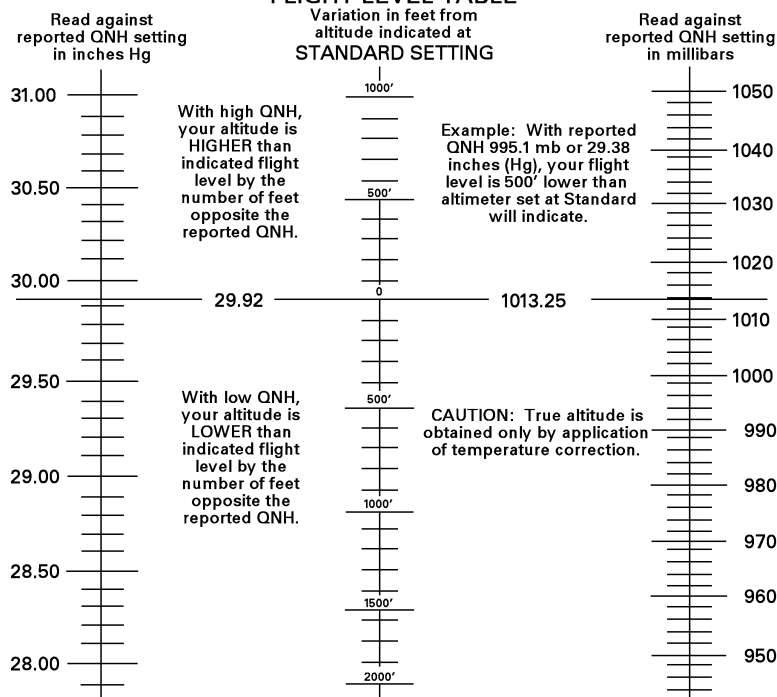 FLIGHT LEVEL TABLE
Read against
reported QNH setting
in inches Hg
Variation in feet from
altitude indicated at
STANDARD SETTING
Read against
reported QNH setting
in millibars
31.00
30.50
30.00
29.50
29.00
28.50
28.00
With high QNH,
your altitude is
HIGHER than
indicated flight
level by the
number of feet
opposite the
reported QNH.
29.92
With low QNH,
your altitude is
LOWER than
indicated flight
level by the
number of feet
opposite the
reported QNH.
1000'
500'
0
500'
1000'
1500'
2000'
Example: With reported
QNH 995.1 mb or 29.38
inches (Hg), your flight
level is 500' lower than
altimeter set at Standard
will indicate.
1013.25
CAUTION: True altitude is
obtained only by application
of temperature correction.
1050
1040
1030
1020
1010
1000
990
980
970
960
950